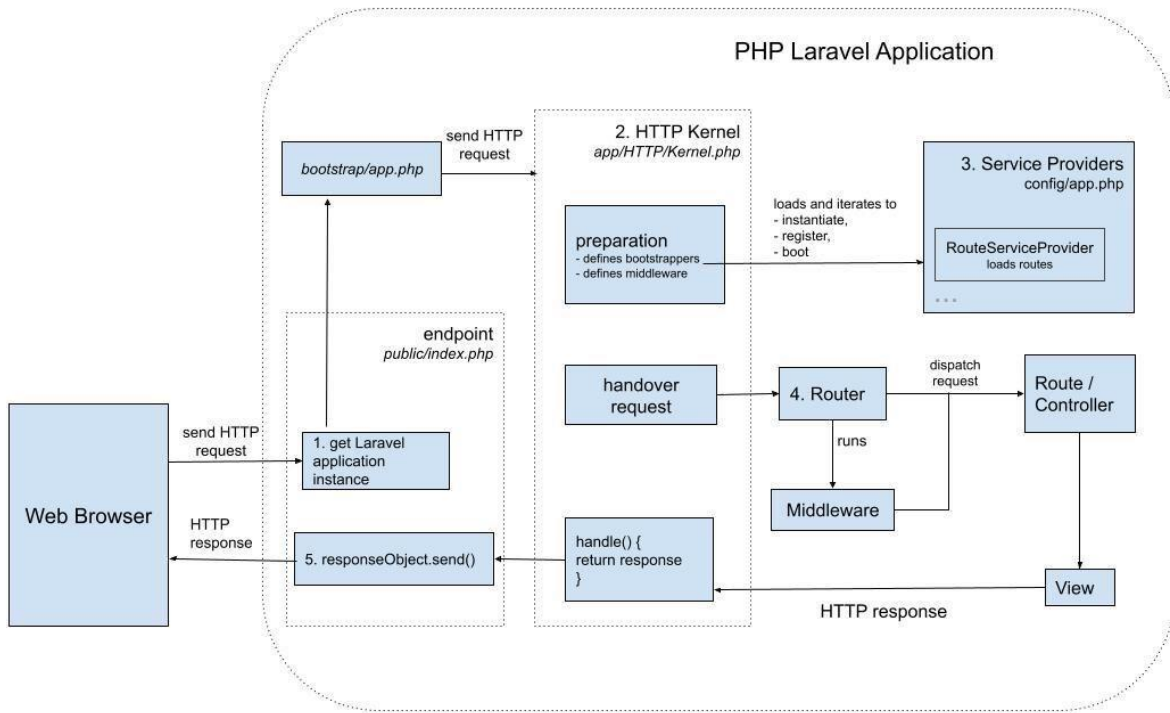 PHP Laravel Application
send HTTP
request
bootstrap/app.php
2. HTTP Kernel
app/HTTP/Kernel.php
3. Service Providers
config/app.php
loads and iterates to
- instantiate,
- register,
- boot
preparation
- defines bootstrappers
- defines middleware
RouteServiceProvider
loads routes
...
endpoint
public/index.php
handover
request
4. Router
dispatch
request
Route /
Controller
send HTTP
request
1. get Laravel
application
instance
runs
Web Browser
Middleware
HTTP
response
5. responseObject.send()
handle() {
return response
}
View
HTTP response